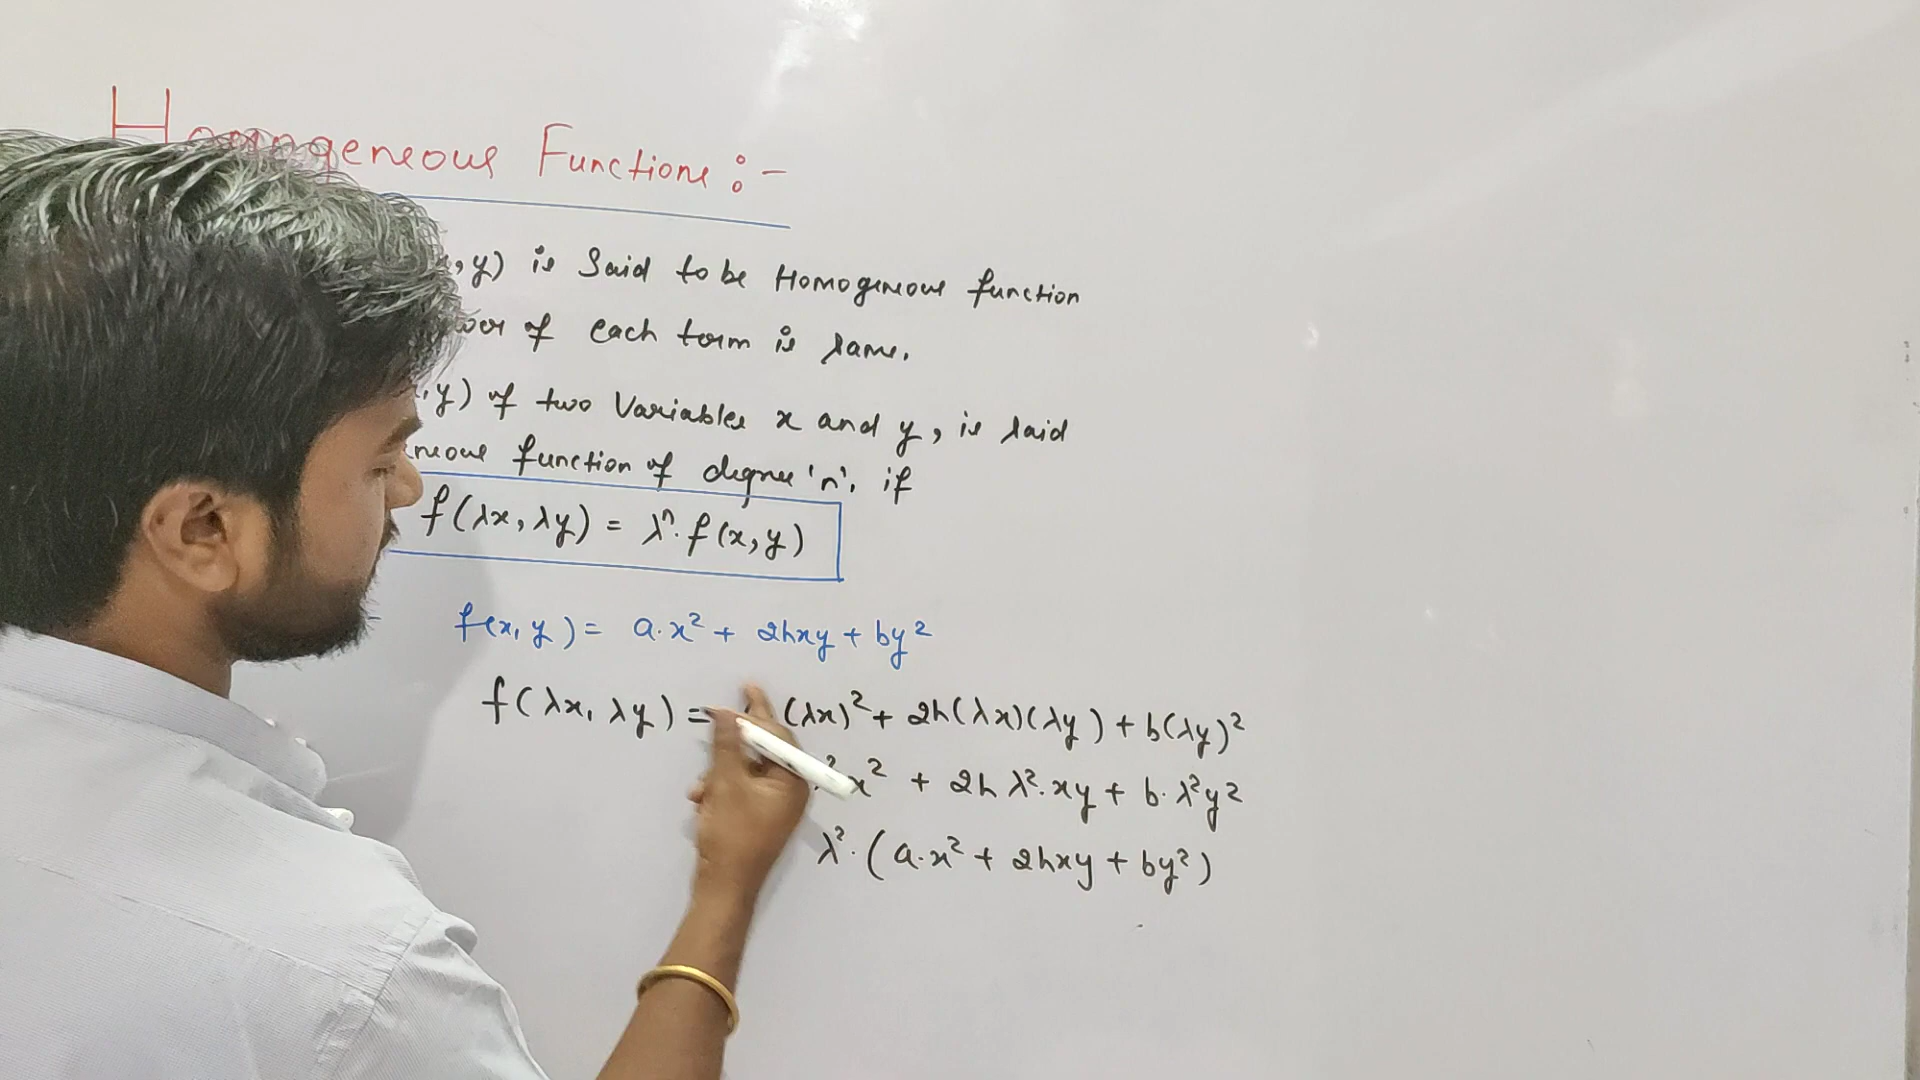 Homogeneous Functions :-
,y) is Said to be Homogeneous function
of each term is same.
,y) of two Variables x and y, is said
function of degree 'n', if
f(λx, λy) = λⁿ. f(x, y)
f(x, y) = a.x² + 2hxy + by²
f(λx, λy) = (λx)² + 2h(λx)(λy) + b(λy)²
x² + 2h λ². xy + b. λ²y²
λ². (a.x² + 2hxy + by²)